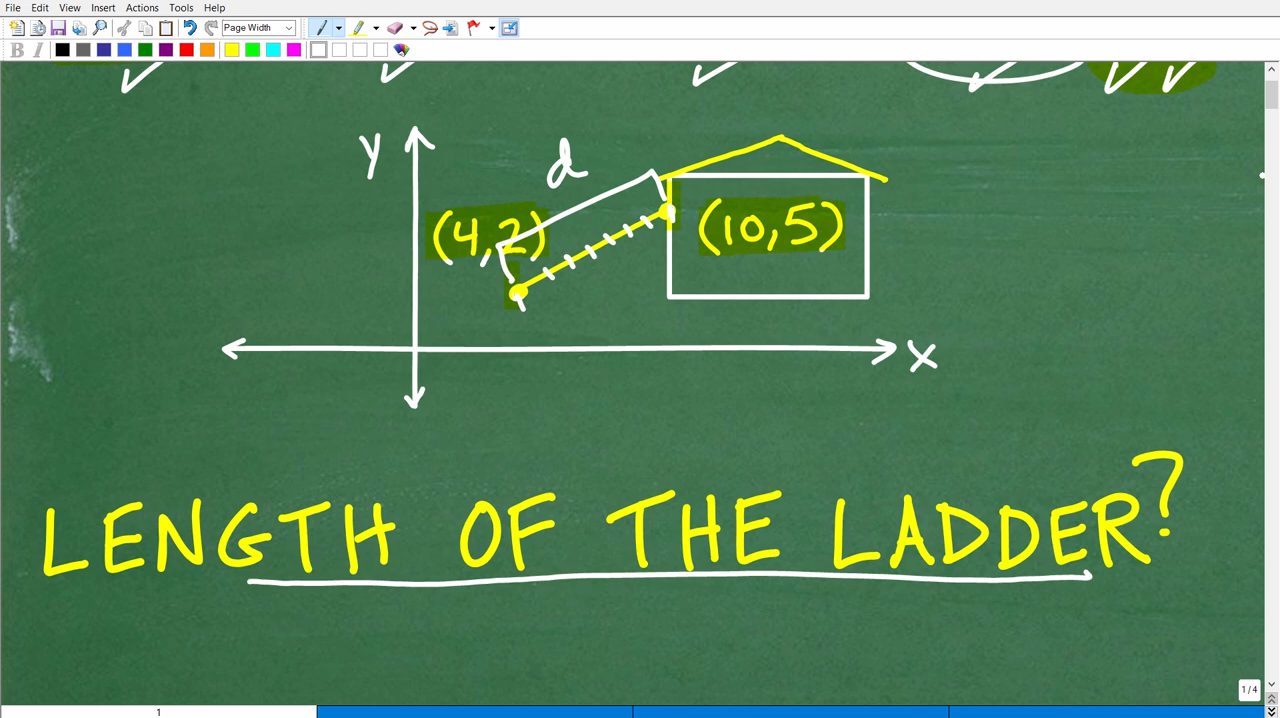 File Edit View Insert Actions Tools Help
Page Width
B I
y
d
(4,2)
(10,5)
x
LENGTH OF THE LADDER?
1/4
1